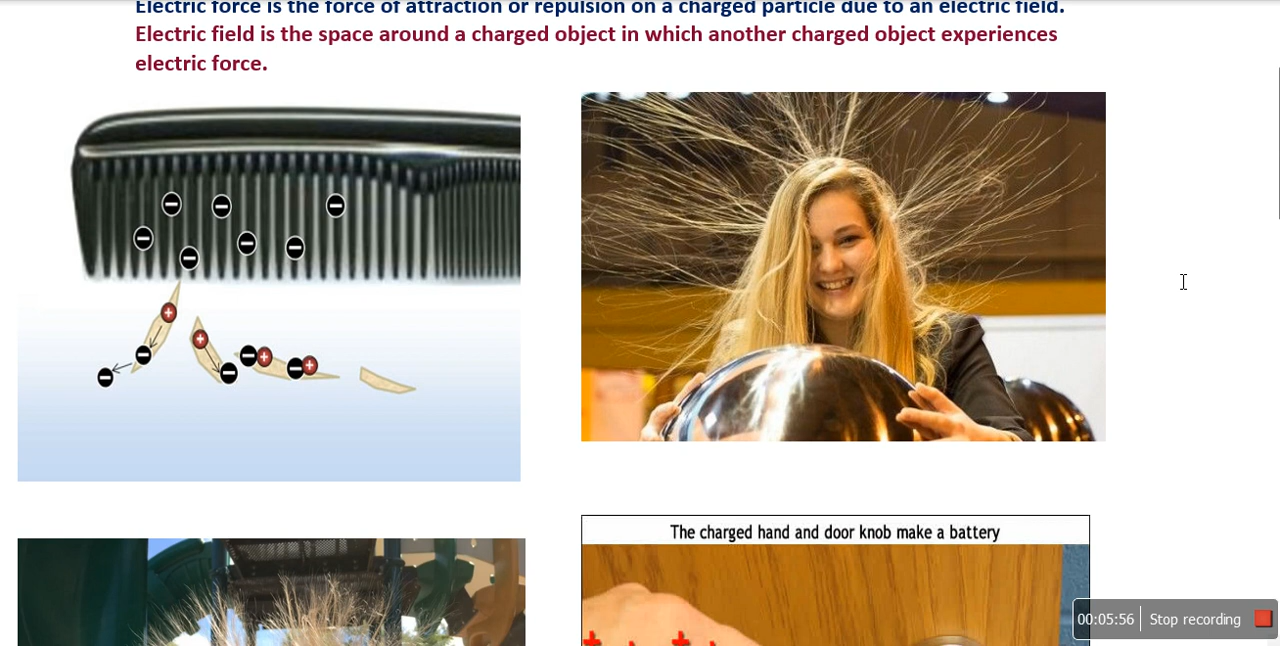 Electric force is the force of attraction or repulsion on a charged particle due to an electric field.
Electric field is the space around a charged object in which another charged object experiences
electric force.
The charged hand and door knob make a battery
00:05:56 Stop recording